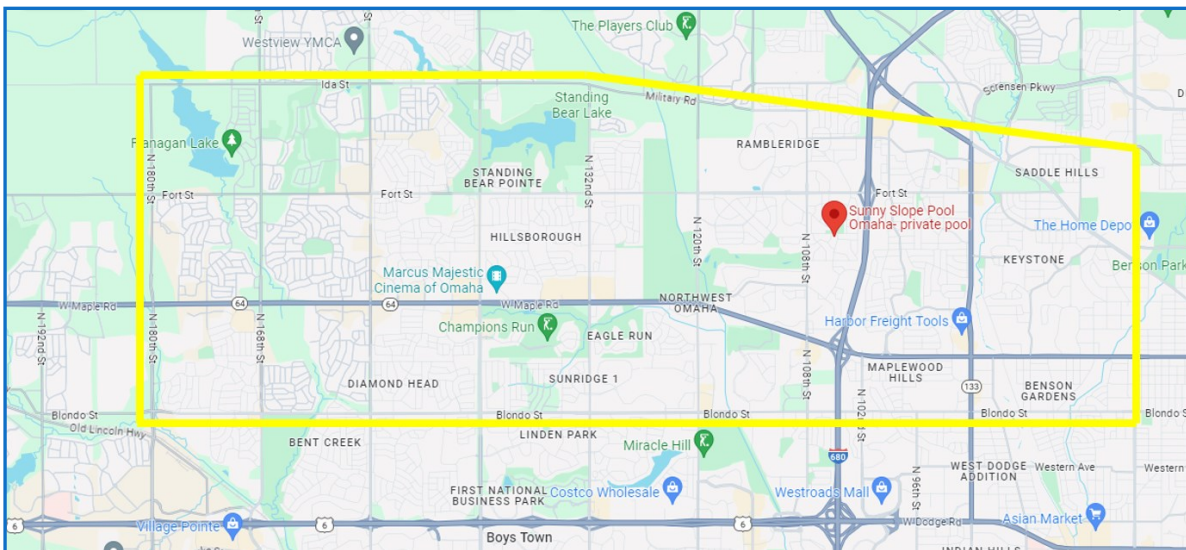 The Players Club
Westview YMCA
Ida St
Standing
Bear Lake
Military Rd
Sorensen Pkwy
Flanagan Lake
RAMBLERIDGE
N 180th St
N 132nd St
STANDING
BEAR POINTE
SADDLE HILLS
Fort St
Fort St
Fort St
Sunny Slope Pool
Omaha- private pool
The Home Depo
N 120th St
N 108th St
HILLSBOROUGH
KEYSTONE
Benson Park
Marcus Majestic
Cinema of Omaha
W Maple Rd
64
64
W Maple Rd
NORTHWEST
OMAHA
N 192nd St
N 180th St
N 168th St
Champions Run
EAGLE RUN
Harbor Freight Tools
N 108th St
MAPLEWOOD
HILLS
DIAMOND HEAD
SUNRIDGE 1
133
BENSON
GARDENS
N 102nd St
Blondo St
Blondo St
Blondo St
Blondo St
Blondo St
Old Lincoln Hwy
BENT CREEK
LINDEN PARK
Miracle Hill
680
WEST DODGE
ADDITION
Western Ave
Western
N 96th St
FIRST NATIONAL
BUSINESS PARK
Costco Wholesale
Westroads Mall
6
Village Pointe
6
6
W Dodge Rd
Asian Market
Boys Town
INDIAN HILLS